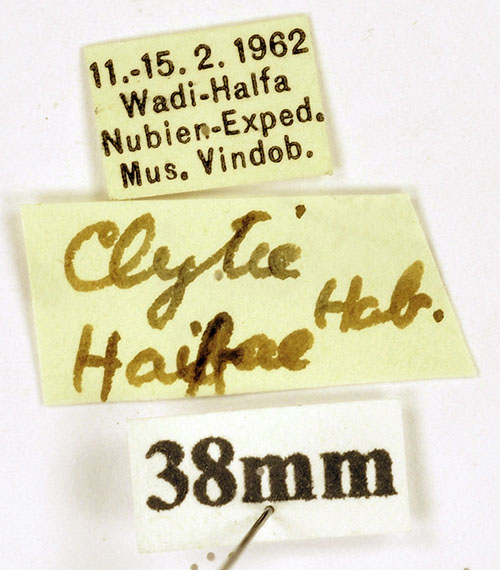 11.-15. 2. 1962
Wadi-Halfa
Nubien-Exped.
Mus. Vindob.
Clytie
Haifae Hab.
38mm